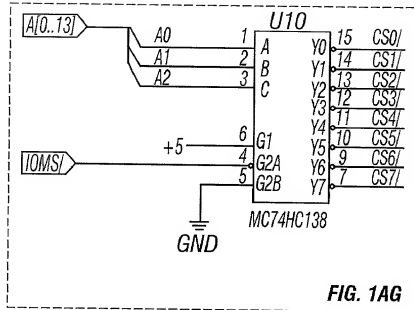 U10
A[0..13]
A0 1 A Y0 15 CS0/
A1 2 B Y1 14 CS1/
A2 3 C Y2 13 CS2/
Y3 12 CS3/
Y4 11 CS4/
+5 6 G1 Y5 10 CS5/
IOMS/ 4 G2A Y6 9 CS6/
5 G2B Y7 7 CS7/
MC74HC138
GND
FIG. 1AG